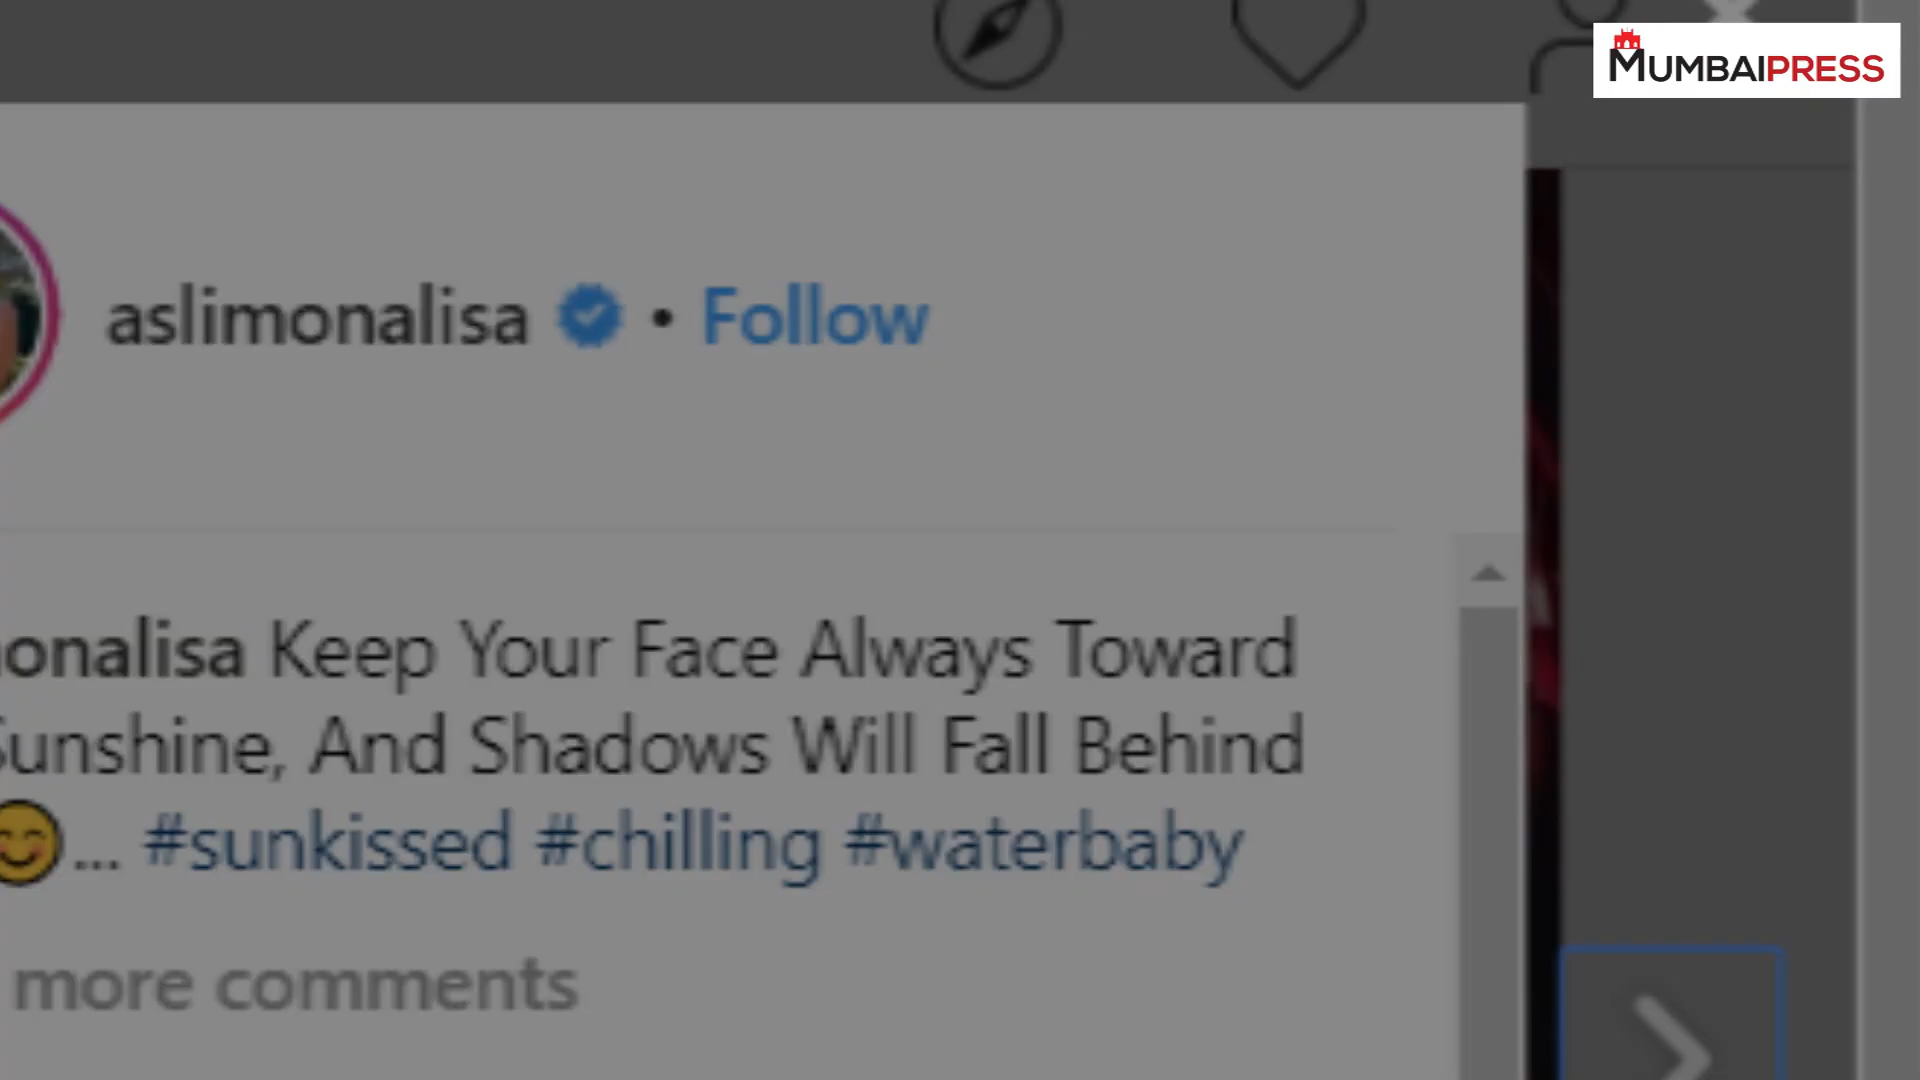 MUMBAIPRESS
aslimonalisa • Follow
onalisa Keep Your Face Always Toward
Sunshine, And Shadows Will Fall Behind
😊... #sunkissed #chilling #waterbaby
more comments